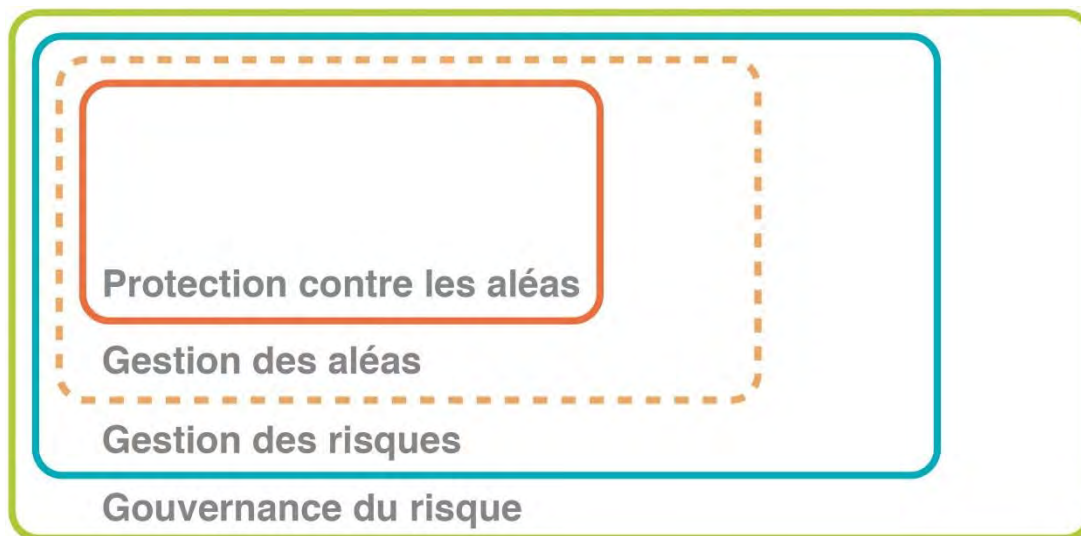 Protection contre les aléas
Gestion des aléas
Gestion des risques
Gouvernance du risque